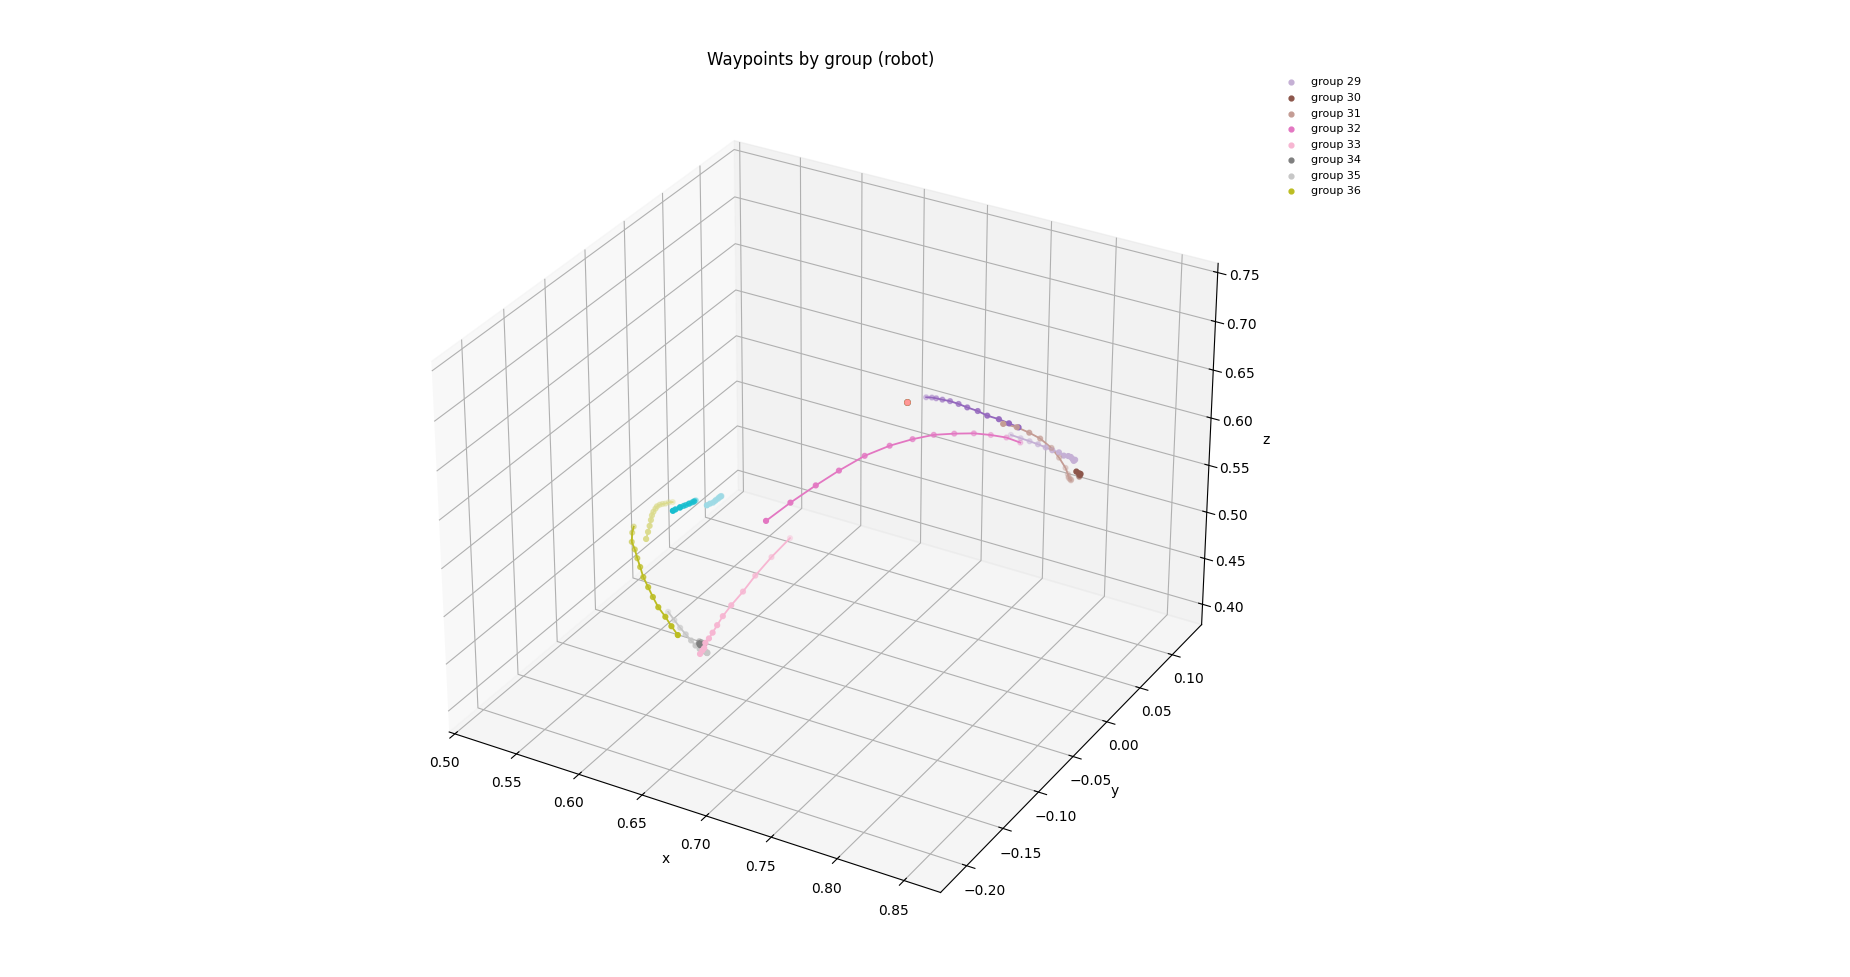 Waypoints by group (robot)
group 29
group 30
group 31
group 32
group 33
group 34
group 35
group 36
0.75
0.70
0.65
0.60
z
0.55
0.50
0.45
0.40
0.10
0.05
0.00
−0.05
y
−0.10
−0.15
−0.20
0.50
0.55
0.60
0.65
0.70
x
0.75
0.80
0.85